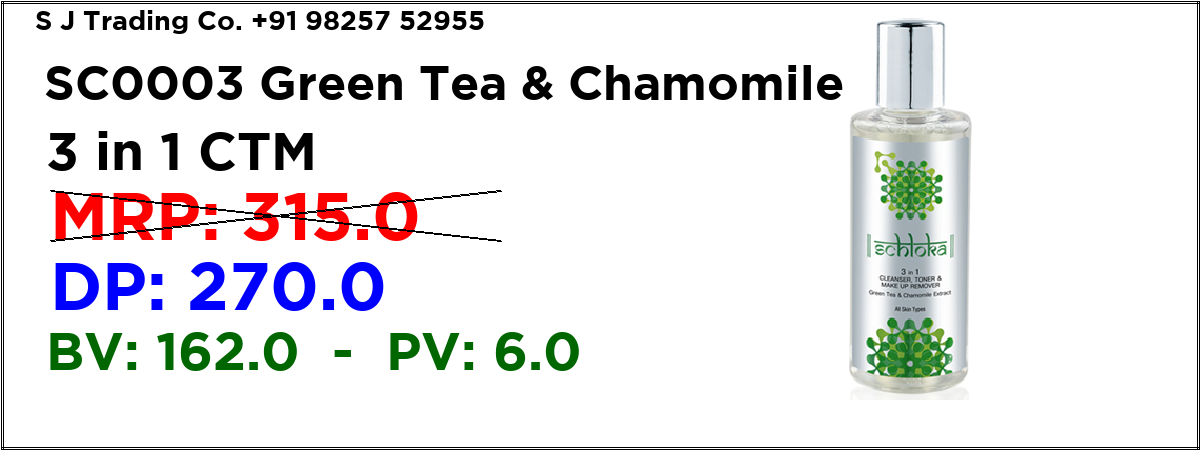 S J Trading Co. +91 98257 52955
SC0003 Green Tea & Chamomile
3 in 1 CTM
MRP: 315.0
DP: 270.0
BV: 162.0 - PV: 6.0
schloka
3 in 1
CLEANSER, TONER &
MAKE UP REMOVER
Green Tea & Chamomile Extract
All Skin Types